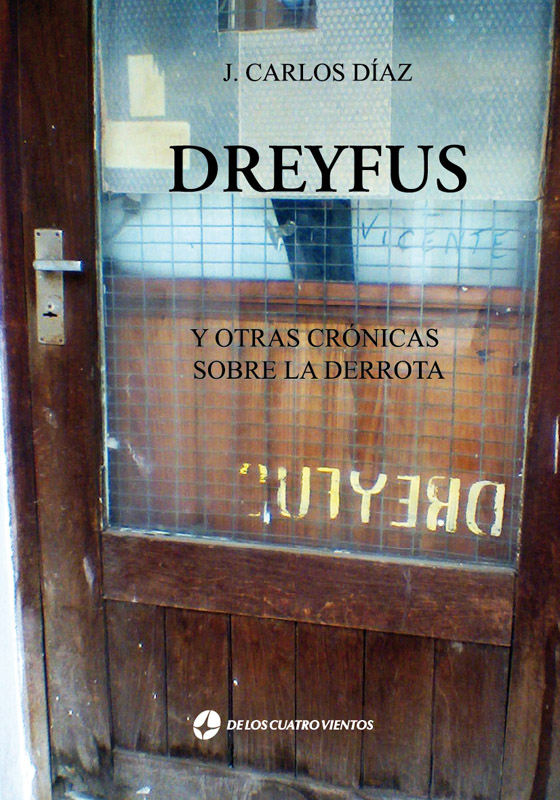 J. CARLOS DÍAZ
DREYFUS
VICENTE
Y OTRAS CRÓNICAS
SOBRE LA DERROTA
DREYFUS
DE LOS CUATRO VIENTOS